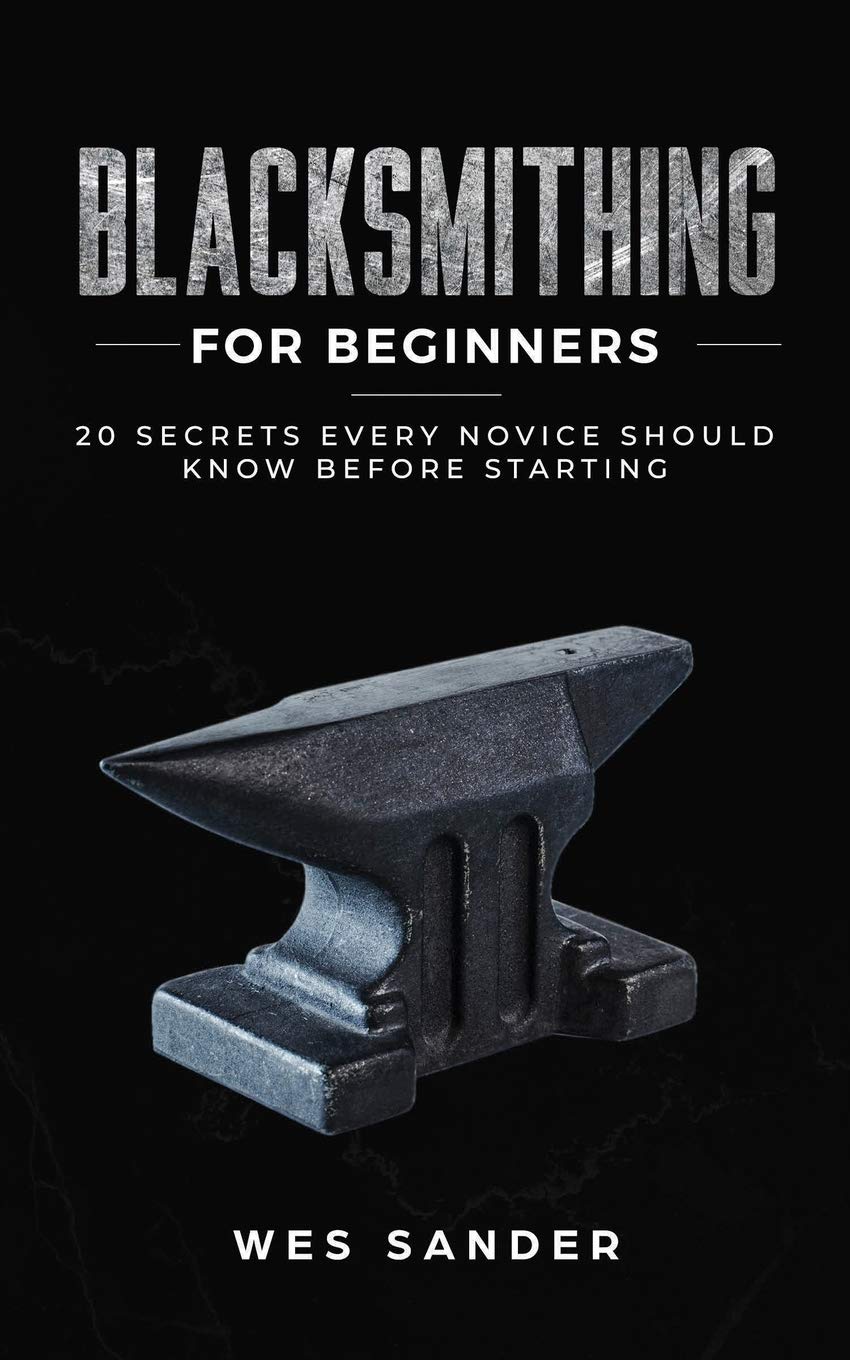 BLACKSMITHING
FOR BEGINNERS
20 SECRETS EVERY NOVICE SHOULD
KNOW BEFORE STARTING
WES SANDER